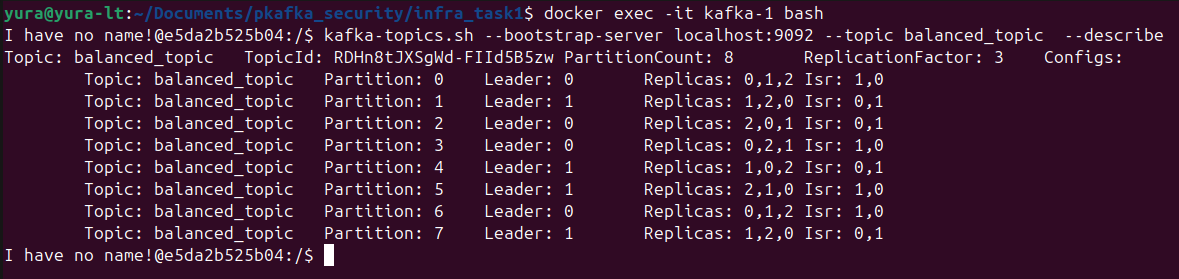 yura@yura-lt:~/Documents/pkafka_security/infra_task1$ docker exec -it kafka-1 bash
I have no name!@e5da2b525b04:/$ kafka-topics.sh --bootstrap-server localhost:9092 --topic balanced_topic  --describe
Topic: balanced_topic   TopicId: RDHn8tJXSgWd-FIId5B5zw PartitionCount: 8       ReplicationFactor: 3    Configs:
        Topic: balanced_topic   Partition: 0    Leader: 0       Replicas: 0,1,2 Isr: 1,0
        Topic: balanced_topic   Partition: 1    Leader: 1       Replicas: 1,2,0 Isr: 0,1
        Topic: balanced_topic   Partition: 2    Leader: 0       Replicas: 2,0,1 Isr: 0,1
        Topic: balanced_topic   Partition: 3    Leader: 0       Replicas: 0,2,1 Isr: 1,0
        Topic: balanced_topic   Partition: 4    Leader: 1       Replicas: 1,0,2 Isr: 0,1
        Topic: balanced_topic   Partition: 5    Leader: 1       Replicas: 2,1,0 Isr: 1,0
        Topic: balanced_topic   Partition: 6    Leader: 0       Replicas: 0,1,2 Isr: 1,0
        Topic: balanced_topic   Partition: 7    Leader: 1       Replicas: 1,2,0 Isr: 0,1
I have no name!@e5da2b525b04:/$